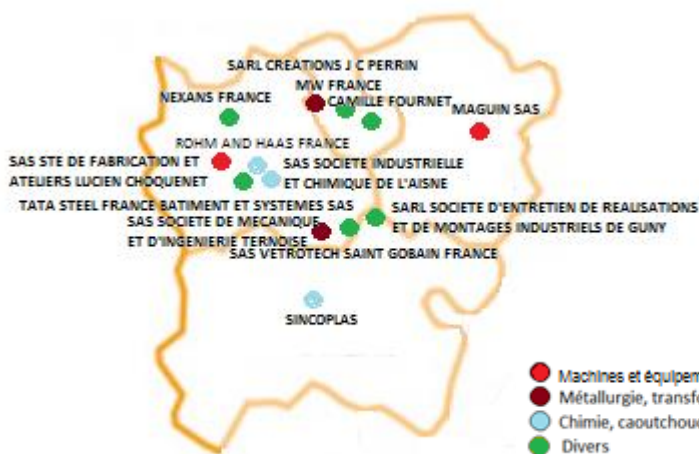 SARL CREATIONS J C PERRIN
MW FRANCE
NEXANS FRANCE
CAMILLE FOURNET
MAGUIN SAS
ROHM AND HAAS FRANCE
SAS STE DE FABRICATION ET
ATELIERS LUCIEN CHOQUENET
SAS SOCIETE INDUSTRIELLE
ET CHIMIQUE DE L'AISNE
TATA STEEL FRANCE BATIMENT ET SYSTEMES SAS
SAS SOCIETE DE MECANIQUE
ET D'INGENIERIE TERNOISE
SARL SOCIETE D'ENTRETIEN DE REALISATIONS
ET DE MONTAGES INDUSTRIELS DE GUNY
SAS VETROTECH SAINT GOBAIN FRANCE
SINCOPLAS
Machines et équipem
Métallurgie, transfo
Chimie, caoutchou
Divers